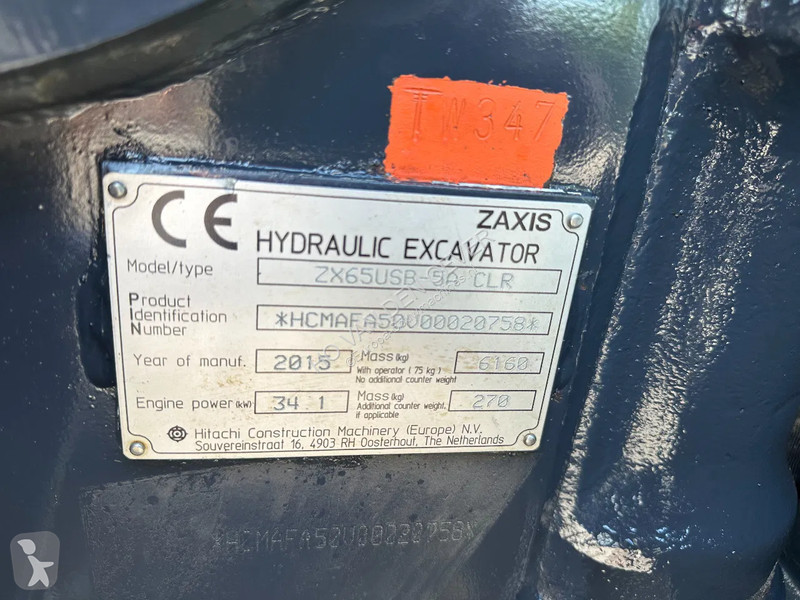 TW347
CE
ZAXIS
HYDRAULIC EXCAVATOR
Model/type ZX65USB-5A CLR
Product Identification Number *HCMAFA50V00020758*
Year of manuf. 2015 Mass(kg) With operator (75 kg) No additional counter weight 6160
Engine power(kW) 34.1 Mass(kg) Additional counter weight, if applicable 270
Hitachi Construction Machinery (Europe) N.V.
Souvereinstraat 16, 4903 RH Oosterhout, The Netherlands
*HCMAFA50V00020758*